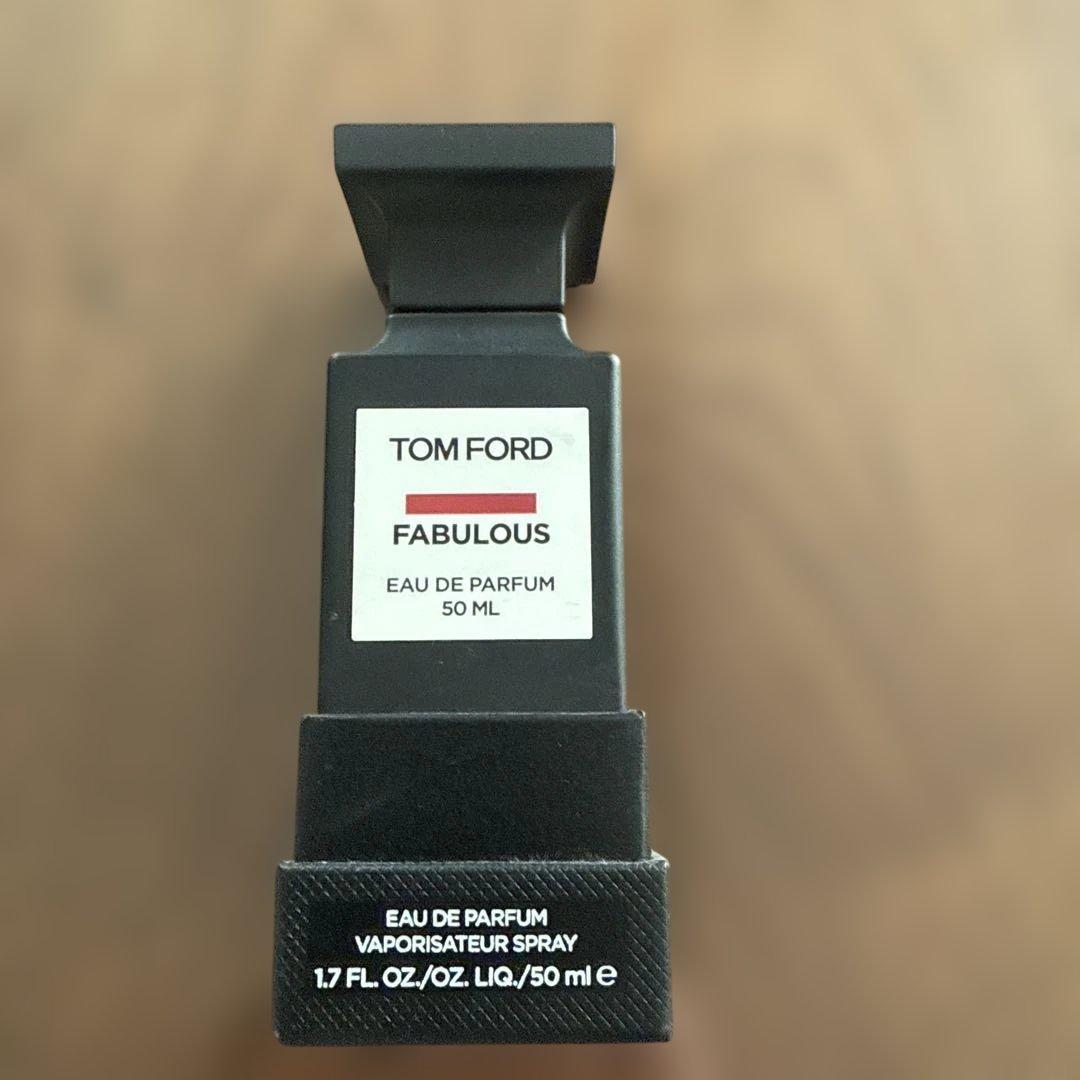 TOM FORD
FABULOUS
EAU DE PARFUM
50 ML
EAU DE PARFUM
VAPORISATEUR SPRAY
1.7 FL. OZ./OZ. LIQ./50 ml e